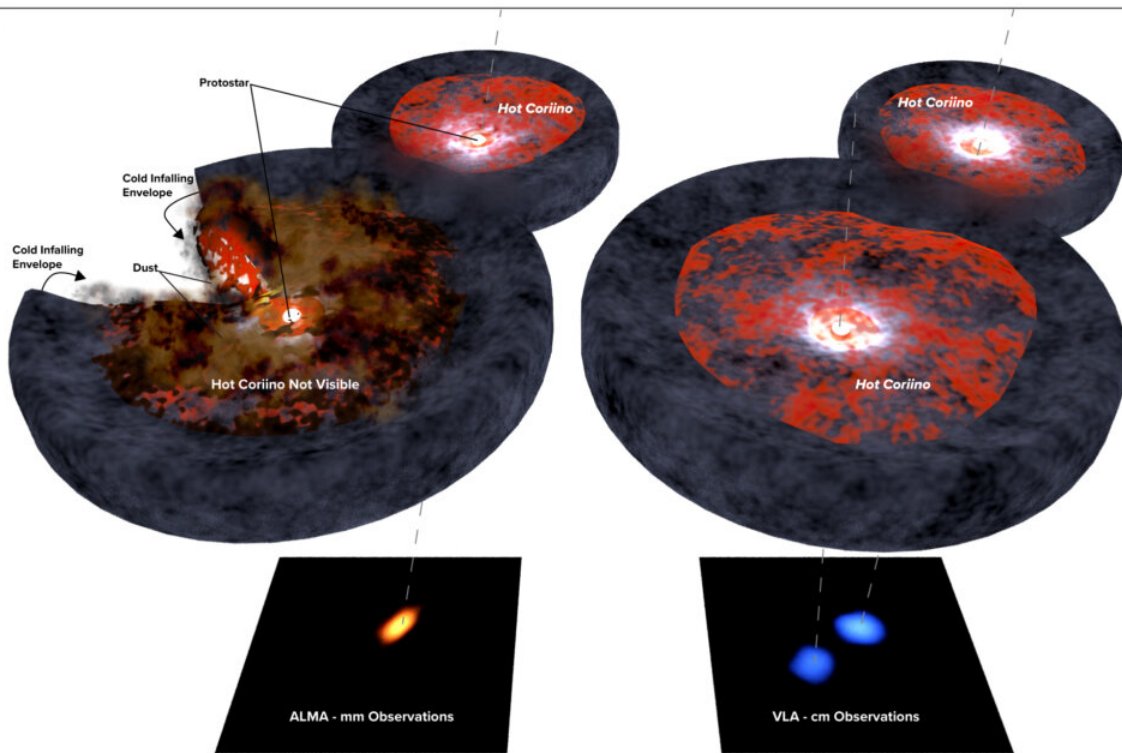 Protostar
Hot Coriino
Hot Coriino
Cold Infalling
Envelope
Cold Infalling
Envelope
Dust
Hot Coriino Not Visible
Hot Coriino
ALMA - mm Observations
VLA - cm Observations